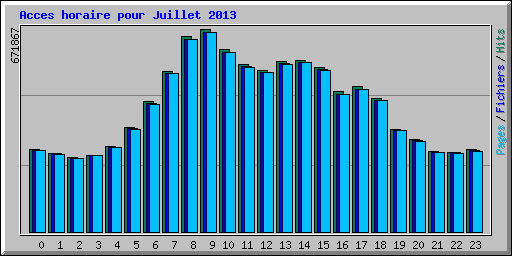 Acces horaire pour Juillet 2013
671867
Pages / Fichiers / Hits
0 1 2 3 4 5 6 7 8 9 10 11 12 13 14 15 16 17 18 19 20 21 22 23